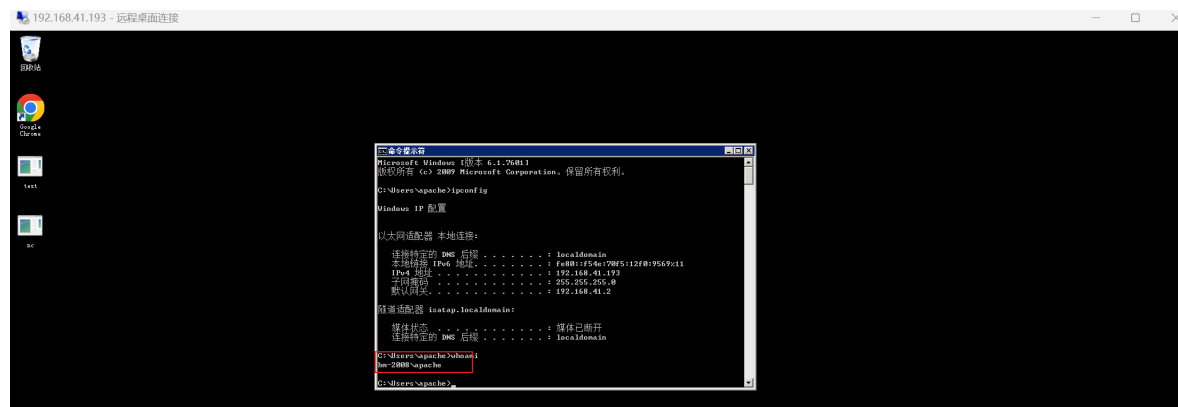 192.168.41.193 - 远程桌面连接
回收站
Google
Chrome
test
ac
命令提示符
Microsoft Windows [版本 6.1.7601]
版权所有 (c) 2009 Microsoft Corporation。保留所有权利。
C:\Users\apache>ipconfig
Windows IP 配置
以太网适配器 本地连接:
连接特定的 DNS 后缀 . . . . . . . : localdomain
本地链接 IPv6 地址. . . . . . . . : fe80::f54e:70f5:12f0:9569%11
IPv4 地址 . . . . . . . . . . . . : 192.168.41.193
子网掩码 . . . . . . . . . . . . : 255.255.255.0
默认网关. . . . . . . . . . . . . : 192.168.41.2
隧道适配器 isatap.localdomain:
媒体状态 . . . . . . . . . . . . : 媒体已断开
连接特定的 DNS 后缀 . . . . . . . : localdomain
C:\Users\apache>whoami
bm-2008\apache
C:\Users\apache>_